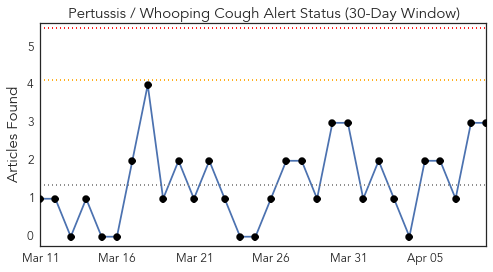 Pertussis / Whooping Cough Alert Status (30-Day Window)
Articles Found
5
4
3
2
1
0
Mar 11 Mar 16 Mar 21 Mar 26 Mar 31 Apr 05